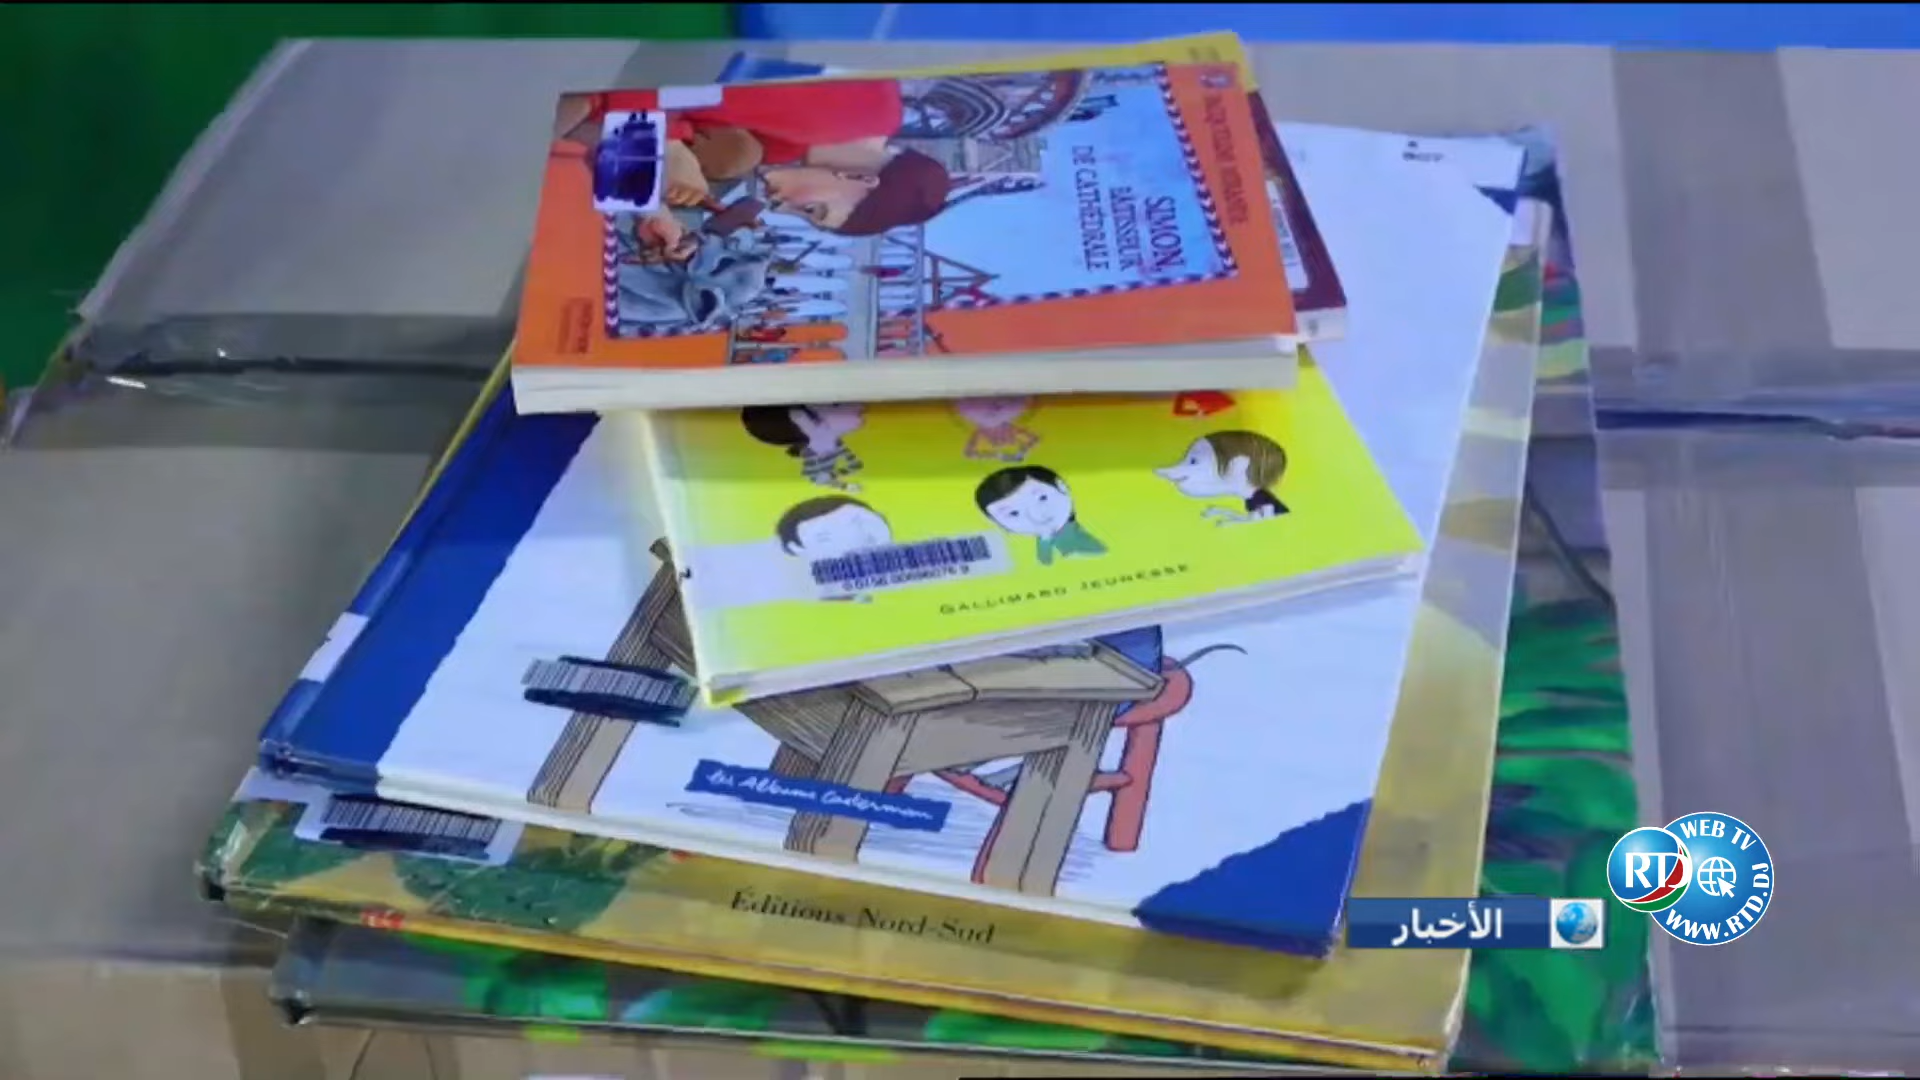 SIMON,
BÂTISSEUR
DE CATHÉDRALE
GALLIMARD JEUNESSE
Les Albums Casterman
Éditions Nord-Sud
الأخبار
RTD
WEB TV
WWW.RTD.DJ